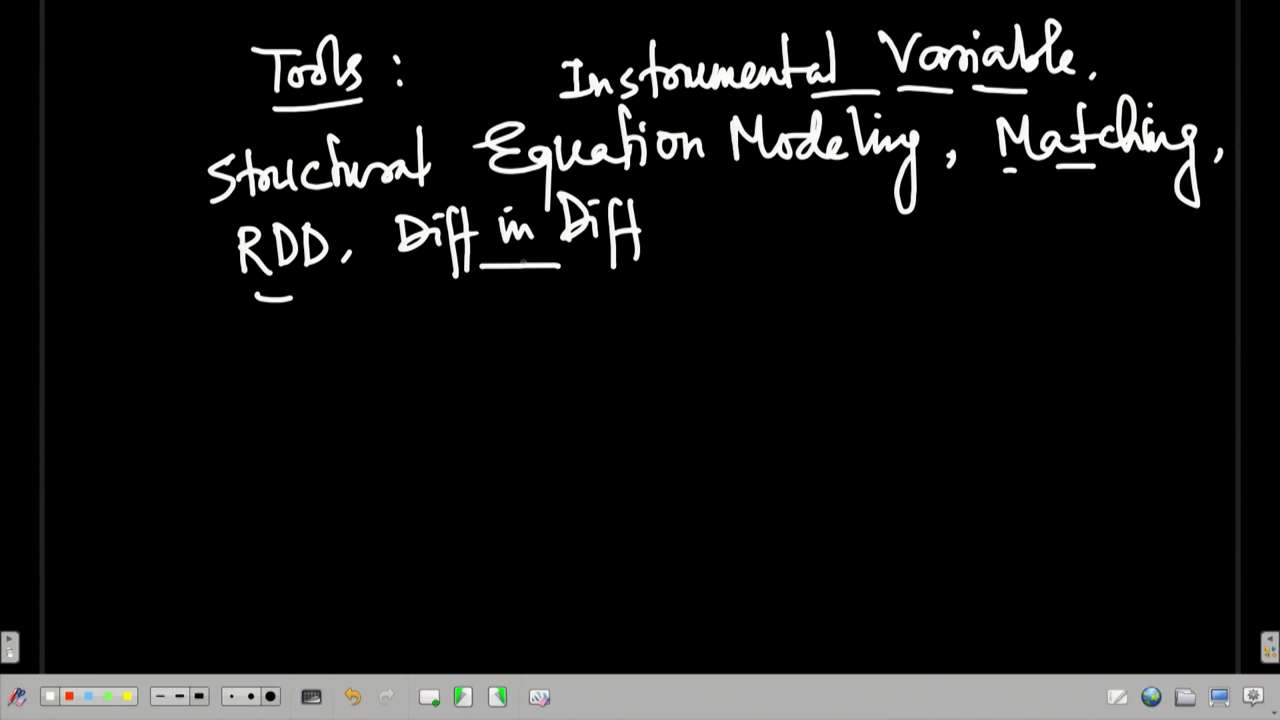 Tools : Instrumental Variable.
Structural Equation Modeling, Matching,
RDD, Diff in Diff